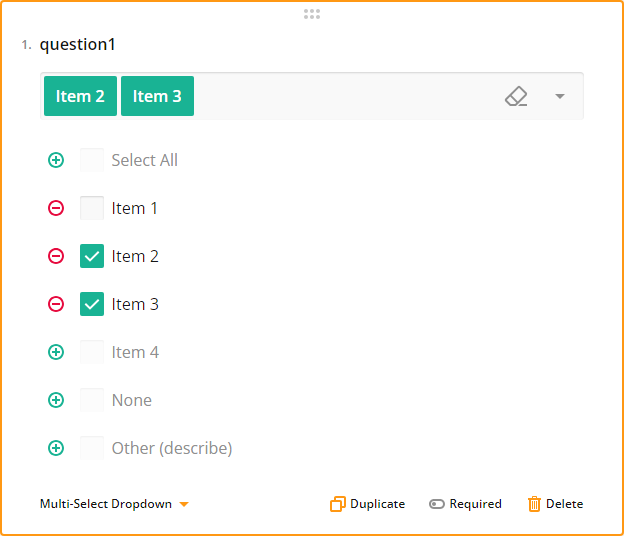 1. question1
Item 2 Item 3
Select All
Item 1
Item 2
Item 3
Item 4
None
Other (describe)
Multi-Select Dropdown Duplicate Required Delete